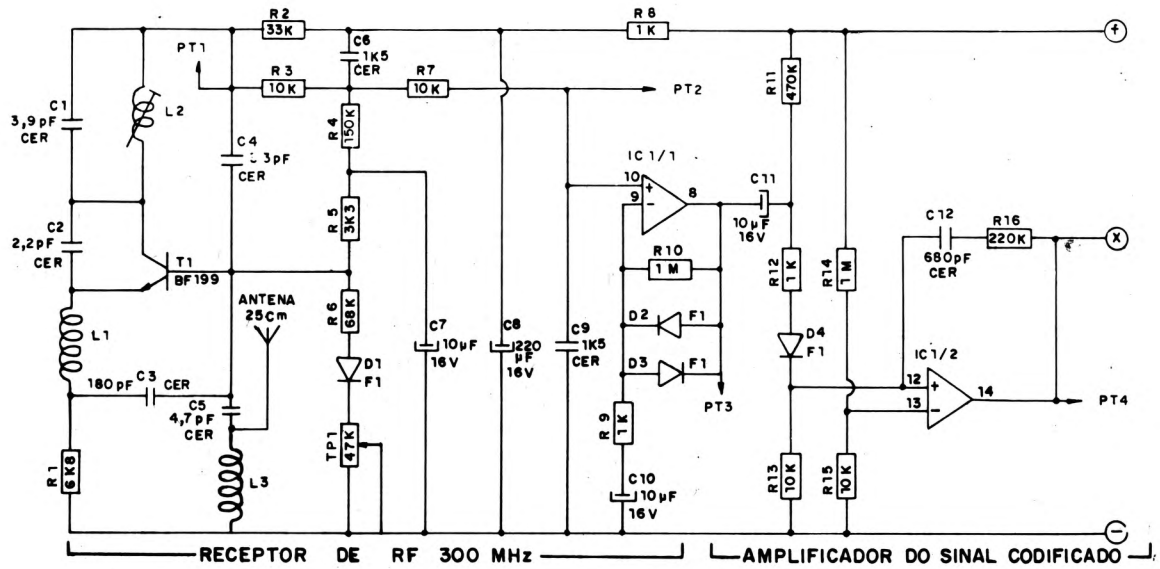 R2
33K
R8
1K
+
PT1
C6
1K5
CER
R3
10K
R7
10K
PT2
R11
470K
C1
3,9pF
CER
L2
R4
150K
C4
3pF
CER
IC1/1
10
+
9
-
8
C11
10µF
16V
R5
3K3
C2
2,2pF
CER
T1
BF199
R10
1M
R12
1K
R14
1M
C12
680pF
CER
R16
220K
X
ANTENA
25Cm
R6
68K
L1
C7
10µF
16V
C8
220
µF
16V
C9
1K5
CER
D2
F1
D3
F1
D4
F1
IC1/2
12
+
13
-
14
PT4
D1
F1
180pF
C3
CER
C5
4,7pF
CER
PT3
R9
1K
TP1
47K
R1
6K8
L3
C10
10µF
16V
R13
10K
R15
10K
-
RECEPTOR DE RF 300 MHz
AMPLIFICADOR DO SINAL CODIFICADO